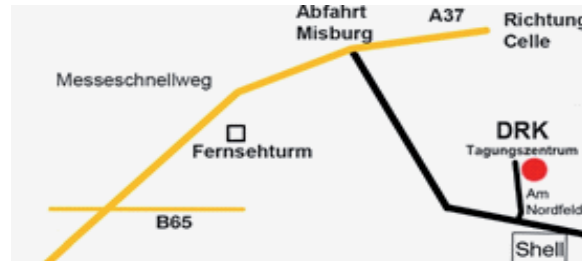 Abfahrt
Misburg
A37
Richtung
Celle
Messeschnellweg
Fernsehturm
DRK
Tagungszentrum
Am
Nordfeld
B65
Shell